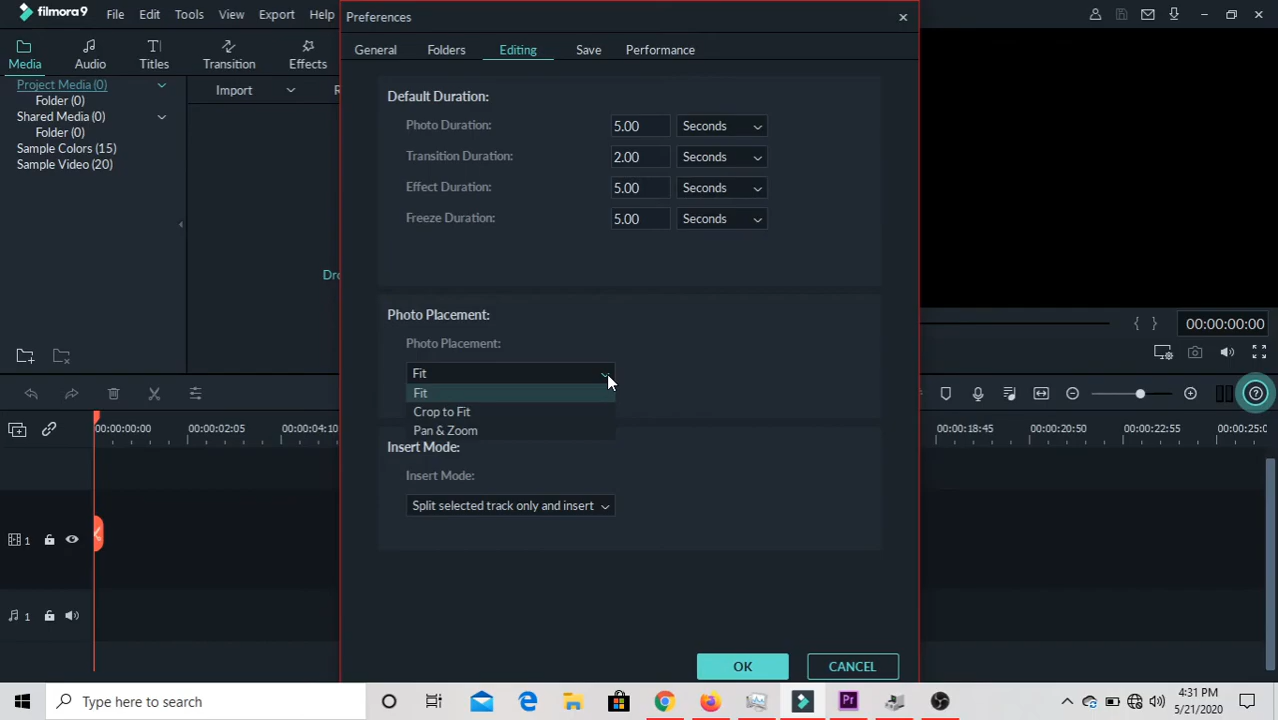 filmora9 File Edit Tools View Export Help
Preferences
General Folders Editing Save Performance
Media Audio Titles Transition Effects
Project Media (0)
Folder (0)
Shared Media (0)
Folder (0)
Sample Colors (15)
Sample Video (20)
Import R
Dro
Default Duration:
Photo Duration: 5.00 Seconds
Transition Duration: 2.00 Seconds
Effect Duration: 5.00 Seconds
Freeze Duration: 5.00 Seconds
Photo Placement:
Photo Placement:
Fit
Fit
Crop to Fit
Pan & Zoom
Insert Mode:
Insert Mode:
Split selected track only and insert
OK CANCEL
00:00:00:00
00:00:00:00 00:00:02:05 00:00:04:10 00:00:18:45 00:00:20:50 00:00:22:55 00:00:25:0
1
1
Type here to search
Pr
4:31 PM
5/21/2020